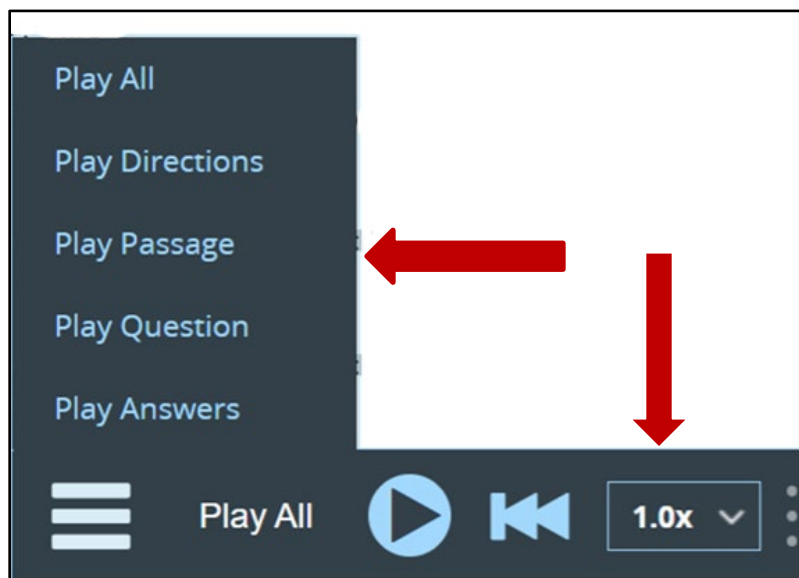 Play All
Play Directions
Play Passage
Play Question
Play Answers
Play All 1.0x